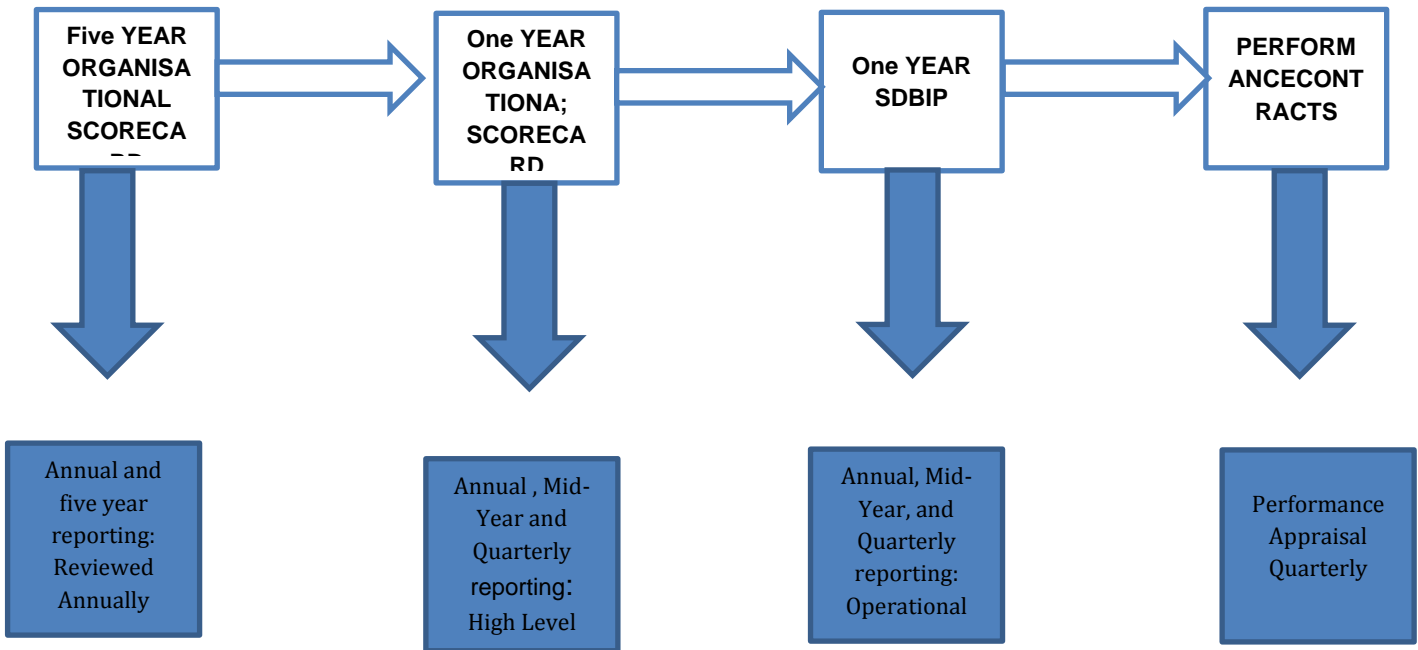 Five YEAR
ORGANISA
TIONAL
SCORECA
RD
One YEAR
ORGANISA
TIONA;
SCORECA
RD
One YEAR
SDBIP
PERFORM
ANCECONT
RACTS
Annual and
five year
reporting:
Reviewed
Annually
Annual , Mid-
Year and
Quarterly
reporting:
High Level
Annual, Mid-
Year, and
Quarterly
reporting:
Operational
Performance
Appraisal
Quarterly